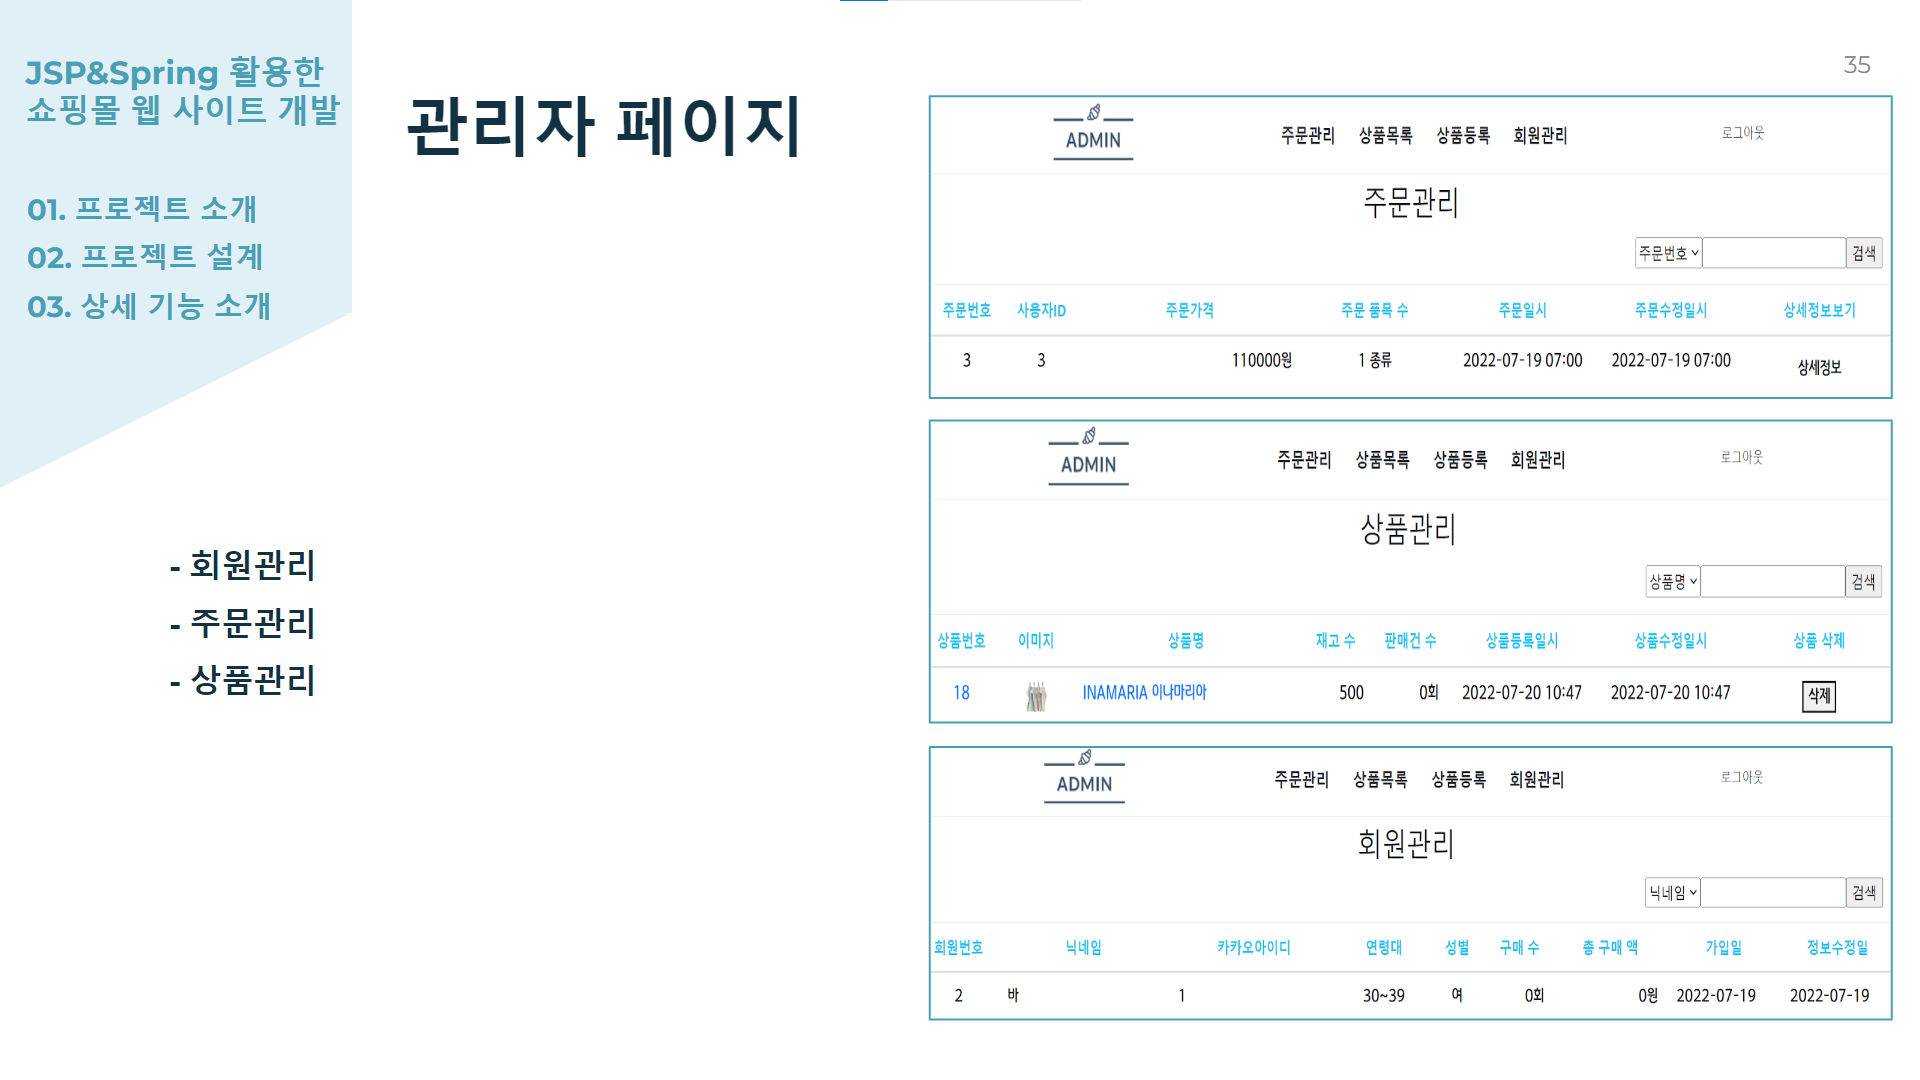 JSP&Spring 활용한
쇼핑몰 웹 사이트 개발
01. 프로젝트 소개
02. 프로젝트 설계
03. 상세 기능 소개
관리자 페이지
- 회원관리
- 주문관리
- 상품관리
35
ADMIN 주문관리 상품목록 상품등록 회원관리 로그아웃
주문관리
주문번호 검색
주문번호 사용자ID 주문가격 주문 품목 수 주문일시 주문수정일시 상세정보보기
3 3 110000원 1 종류 2022-07-19 07:00 2022-07-19 07:00 상세정보
ADMIN 주문관리 상품목록 상품등록 회원관리 로그아웃
상품관리
상품명 검색
상품번호 이미지 상품명 재고 수 판매건 수 상품등록일시 상품수정일시 상품 삭제
18 INAMARIA 이나마리아 500 0회 2022-07-20 10:47 2022-07-20 10:47 삭제
ADMIN 주문관리 상품목록 상품등록 회원관리 로그아웃
회원관리
닉네임 검색
회원번호 닉네임 카카오아이디 연령대 성별 구매 수 총 구매 액 가입일 정보수정일
2 바 1 30~39 여 0회 0원 2022-07-19 2022-07-19